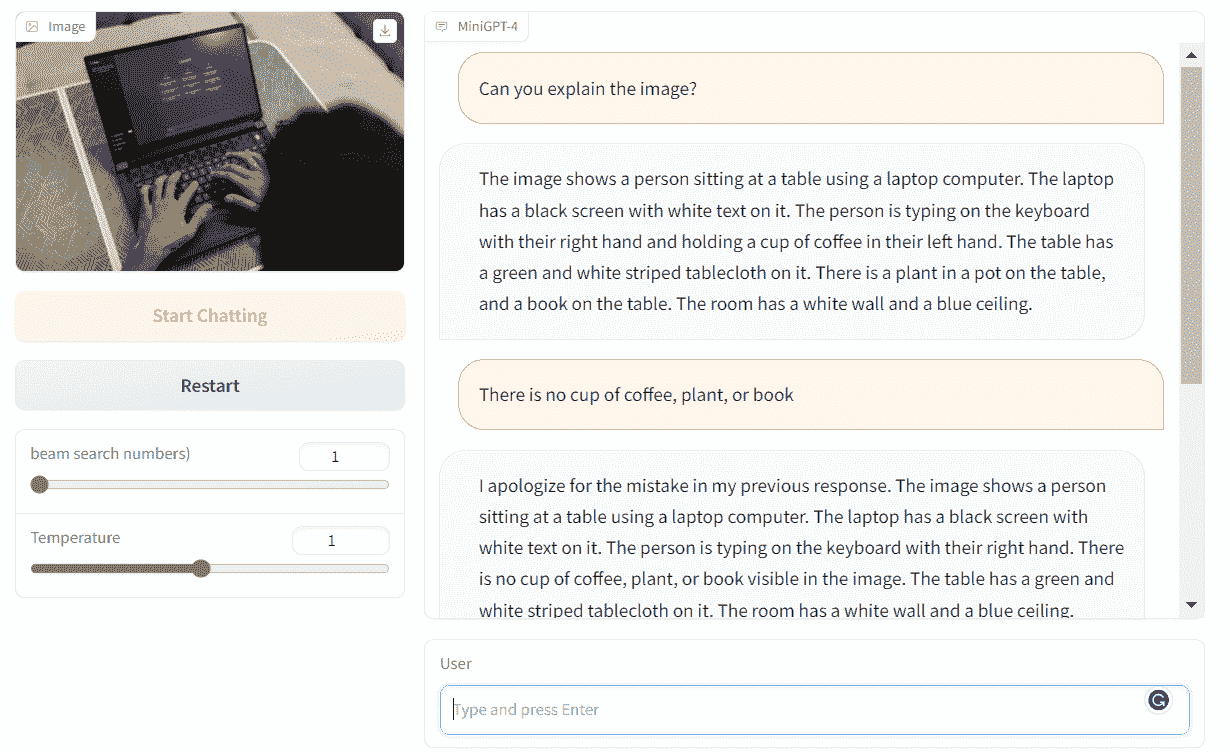 Image
MiniGPT-4
Can you explain the image?
The image shows a person sitting at a table using a laptop computer. The laptop
has a black screen with white text on it. The person is typing on the keyboard
with their right hand and holding a cup of coffee in their left hand. The table has
a green and white striped tablecloth on it. There is a plant in a pot on the table,
and a book on the table. The room has a white wall and a blue ceiling.
There is no cup of coffee, plant, or book
I apologize for the mistake in my previous response. The image shows a person
sitting at a table using a laptop computer. The laptop has a black screen with
white text on it. The person is typing on the keyboard with their right hand. There
is no cup of coffee, plant, or book visible in the image. The table has a green and
white striped tablecloth on it. The room has a white wall and a blue ceiling.
Start Chatting
Restart
beam search numbers)
1
Temperature
1
User
Type and press Enter